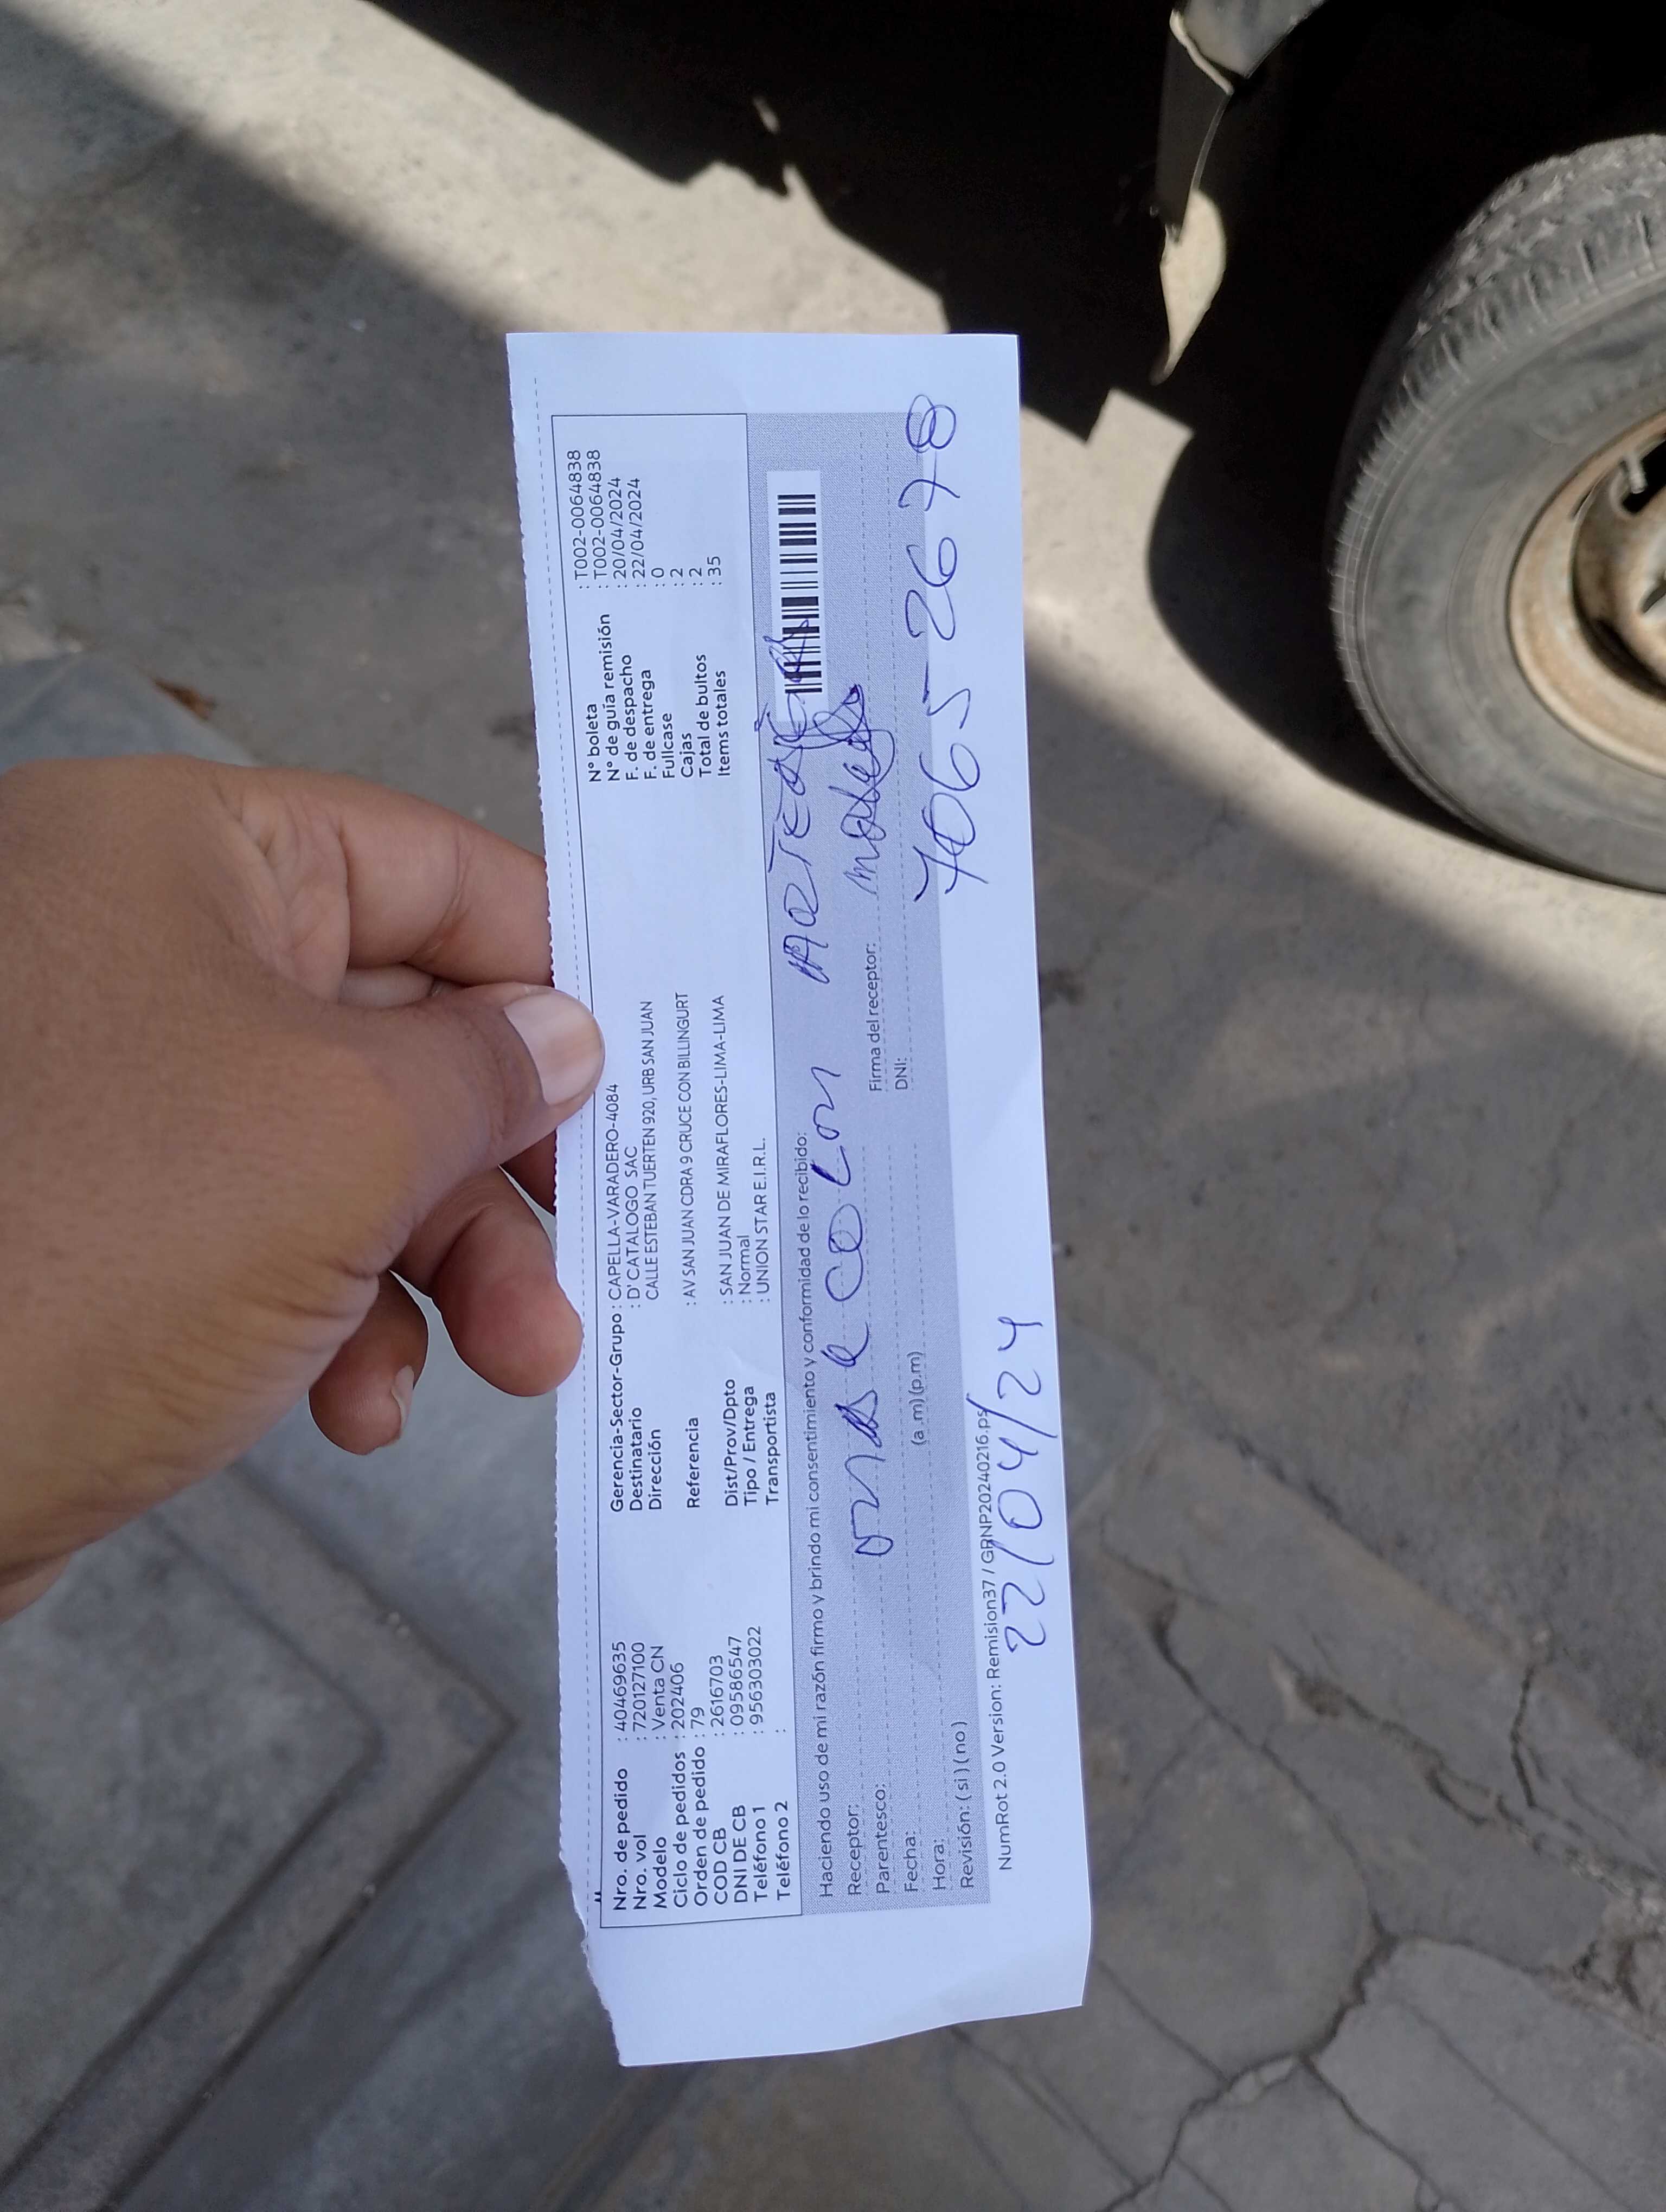 Nro. de pedido : 40469635
Nro. vol : 720127100
Modelo : Venta CN
Ciclo de pedidos : 202406
Orden de pedido : 79
COD CB : 2616703
DNI DE CB : 09586547
Teléfono 1 : 956303022
Teléfono 2 :
Gerencia-Sector-Grupo : CAPELLA-VARADERO-4084
Destinatario : D' CATALOGO SAC
Dirección CALLE ESTEBAN TUERTEN 920, URB SAN JUAN
Referencia : AV SAN JUAN CDRA 9 CRUCE CON BILLINGURT
Dist/Prov/Dpto : SAN JUAN DE MIRAFLORES-LIMA-LIMA
Tipo / Entrega : Normal
Transportista : UNION STAR E.I.R.L.
N° boleta : T002-0064838
N° de guía remisión : T002-0064838
F. de despacho : 20/04/2024
F. de entrega : 22/04/2024
Fullcase : 0
Cajas : 2
Total de bultos : 2
Items totales : 35
Haciendo uso de mi razón firmo y brindo mi consentimiento y conformidad de lo recibido:
Receptor:
Parentesco:
Firma del receptor:
Fecha:
DNI: 7065-2678
Hora: (a.m) (p.m)
Revisión: ( si ) ( no )
22/04/24
NumRot 2.0 Version: Remision37 / GRNP20240216.ps